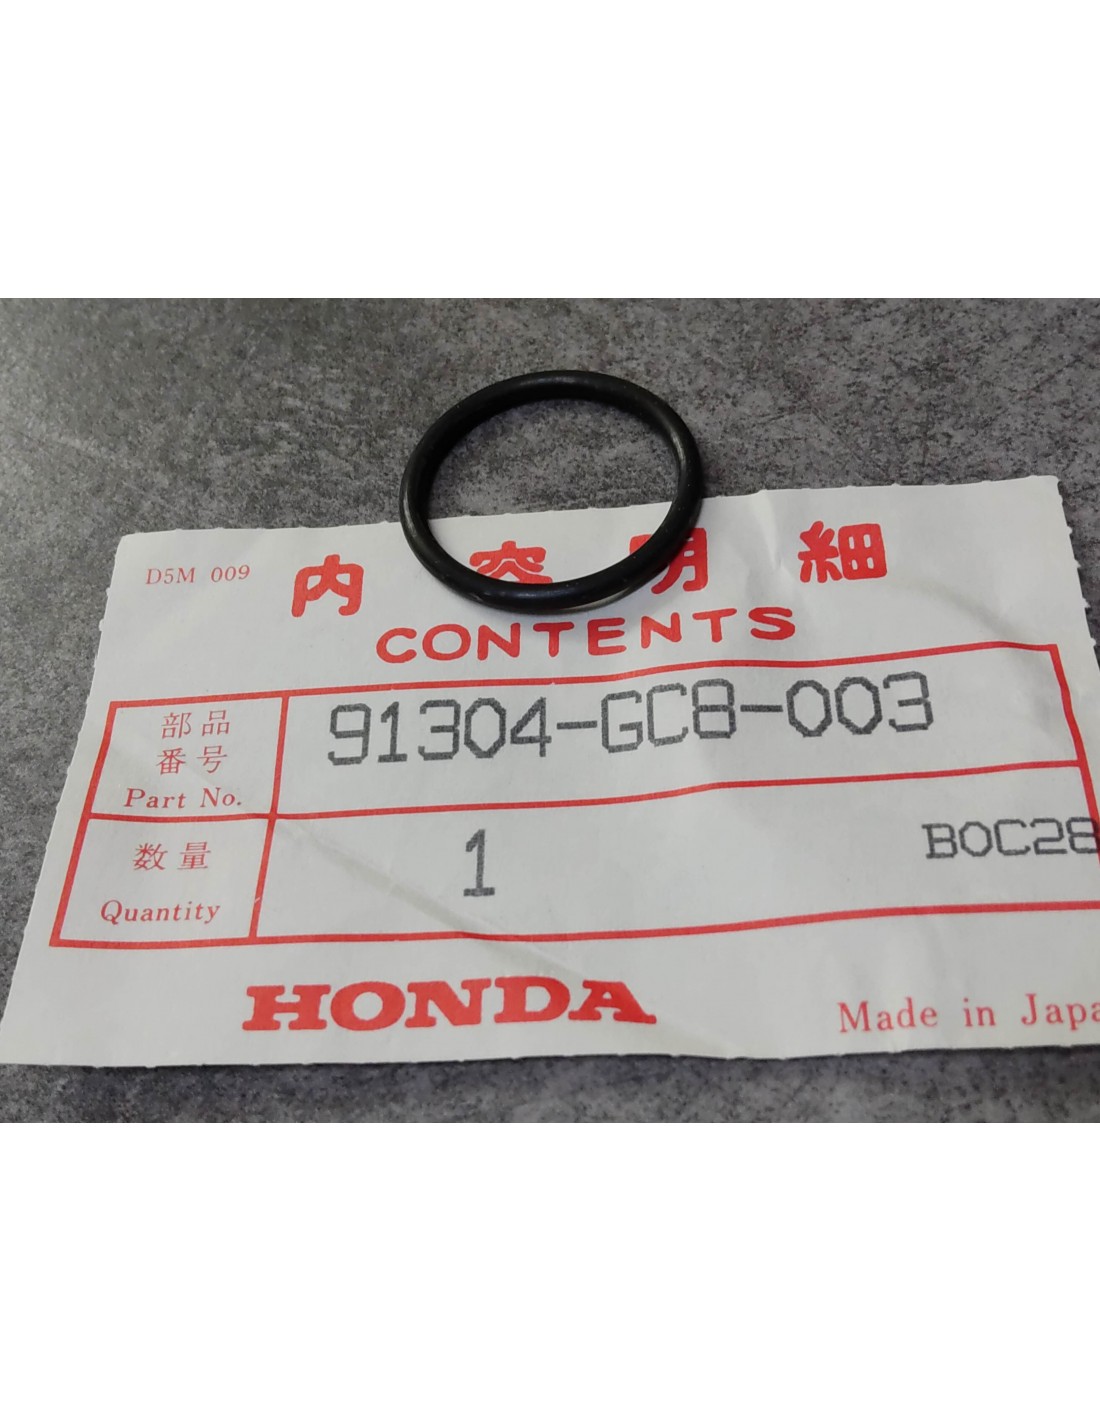 D5M 009
内容明細
CONTENTS
部品
番号
Part No.
91304-GC8-003
数量
Quantity
1
BOC28
HONDA
Made in Japa